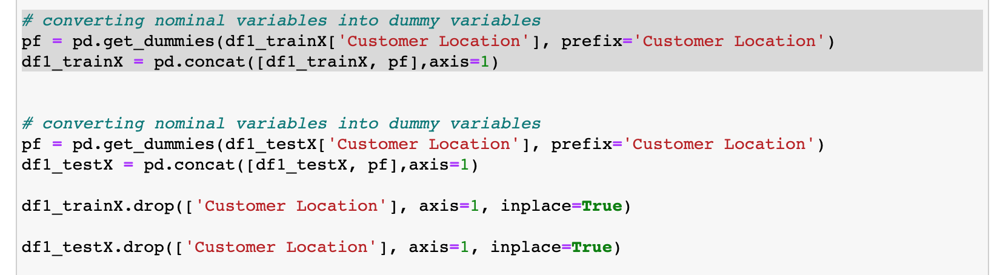 # converting nominal variables into dummy variables
pf = pd.get_dummies(df1_trainX['Customer Location'], prefix='Customer Location')
df1_trainX = pd.concat([df1_trainX, pf],axis=1)
# converting nominal variables into dummy variables
pf = pd.get_dummies(df1_testX['Customer Location'], prefix='Customer Location')
df1_testX = pd.concat([df1_testX, pf],axis=1)
df1_trainX.drop(['Customer Location'], axis=1, inplace=True)
df1_testX.drop(['Customer Location'], axis=1, inplace=True)